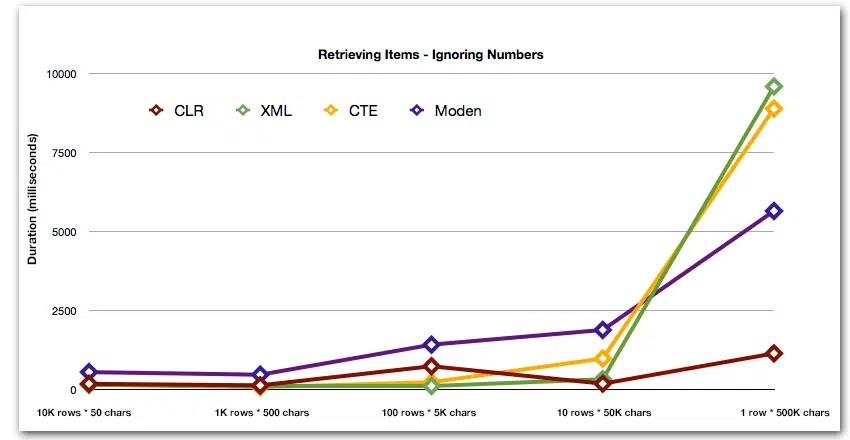 Retrieving Items - Ignoring Numbers
10000
CLR XML CTE Moden
7500
Duration (milliseconds)
5000
2500
0
10K rows * 50 chars 1K rows * 500 chars 100 rows * 5K chars 10 rows * 50K chars 1 row * 500K chars